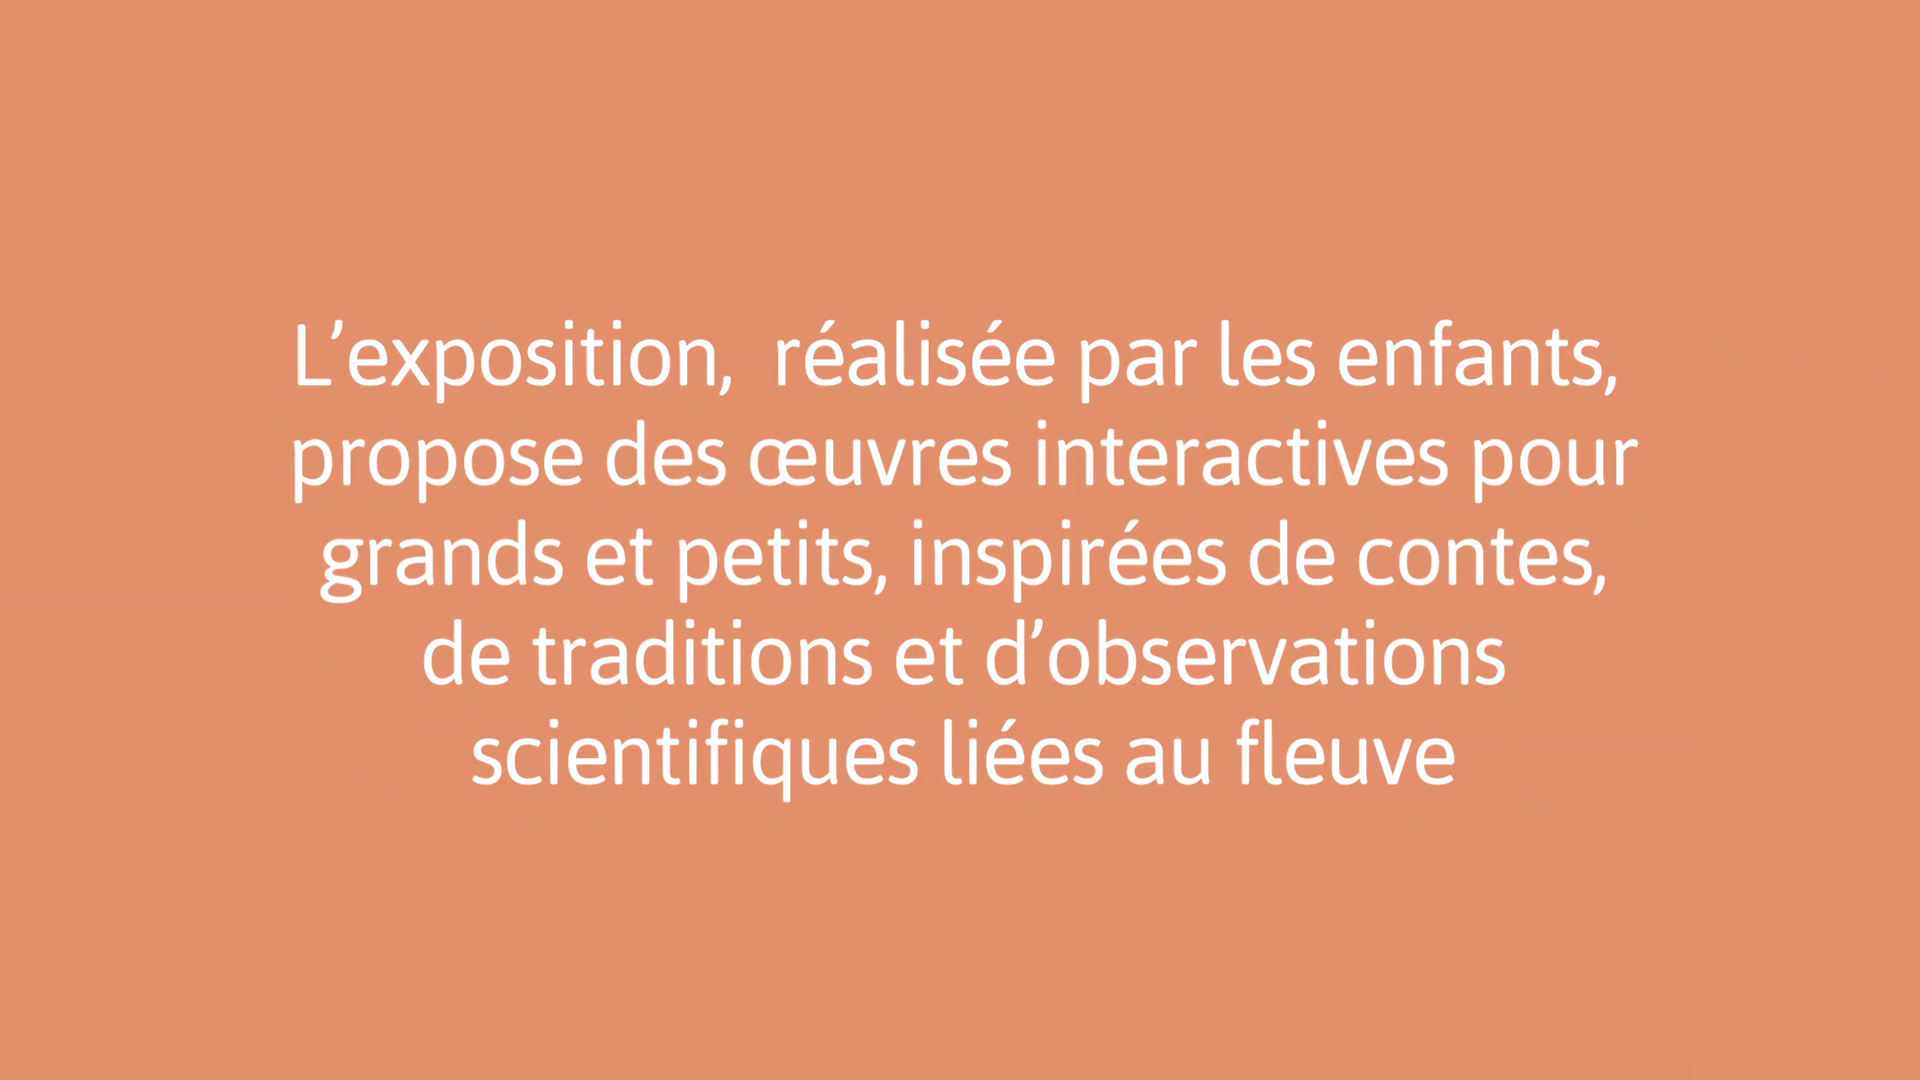 L’exposition,  réalisée par les enfants,
propose des œuvres interactives pour
grands et petits, inspirées de contes,
de traditions et d’observations
scientifiques liées au fleuve